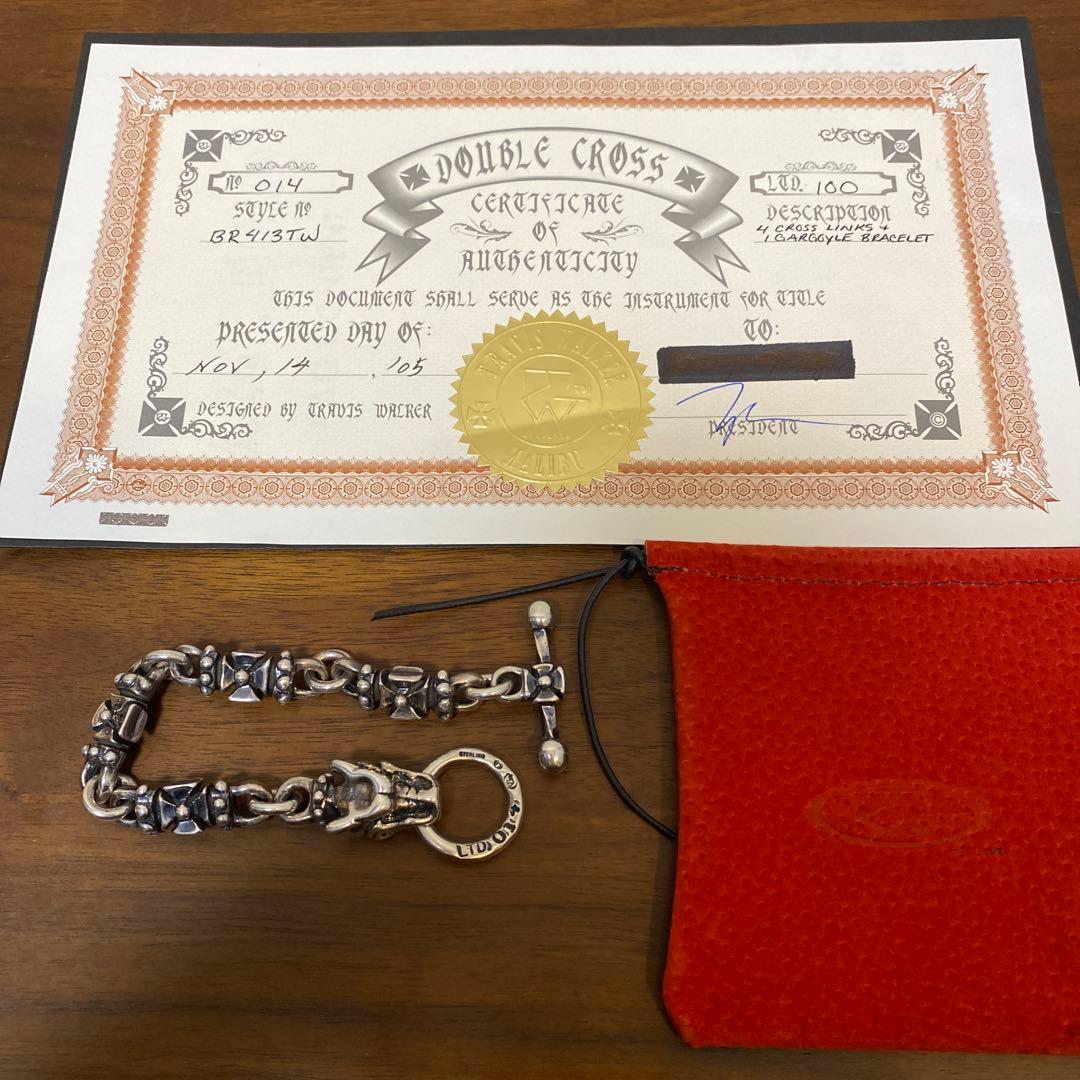 DOUBLE CROSS
Nº 014
LTD. 100
CERTIFICATE
OF
AUTHENTICITY
STYLE Nº
BR413TW
DESCRIPTION
4 CROSS LINKS +
1 GARGOYLE BRACELET
THIS DOCUMENT SHALL SERVE AS THE INSTRUMENT FOR TITLE
PRESENTED DAY OF:
TO:
NOV, 14, '05
DESIGNED BY TRAVIS WALKER
PRESIDENT
TRAVIS WALKER
MALIBU
STERLING
LTD, 014